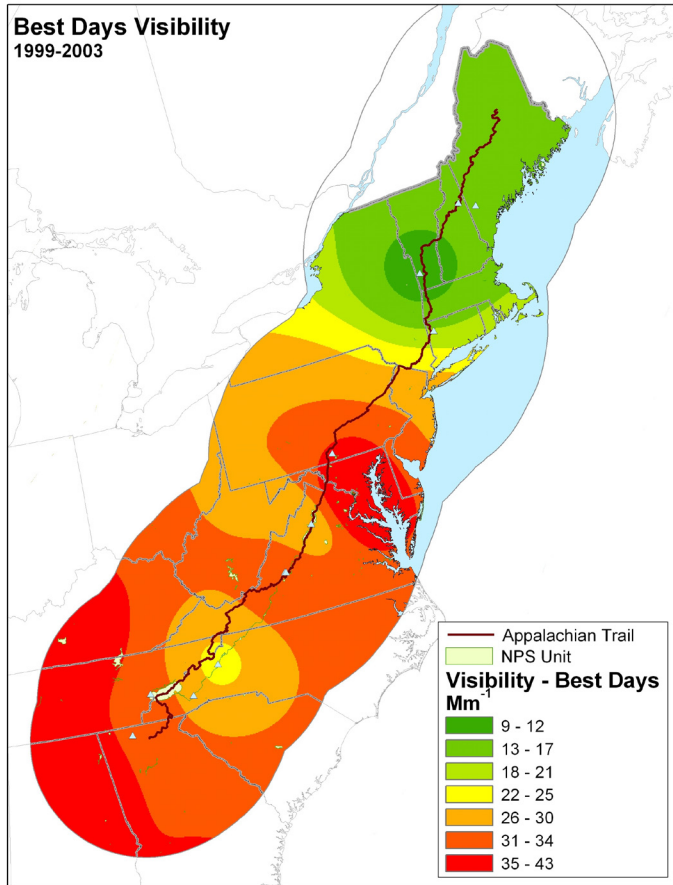 Best Days Visibility
1999-2003
Appalachian Trail
NPS Unit
Visibility - Best Days
Mm⁻¹
9 - 12
13 - 17
18 - 21
22 - 25
26 - 30
31 - 34
35 - 43